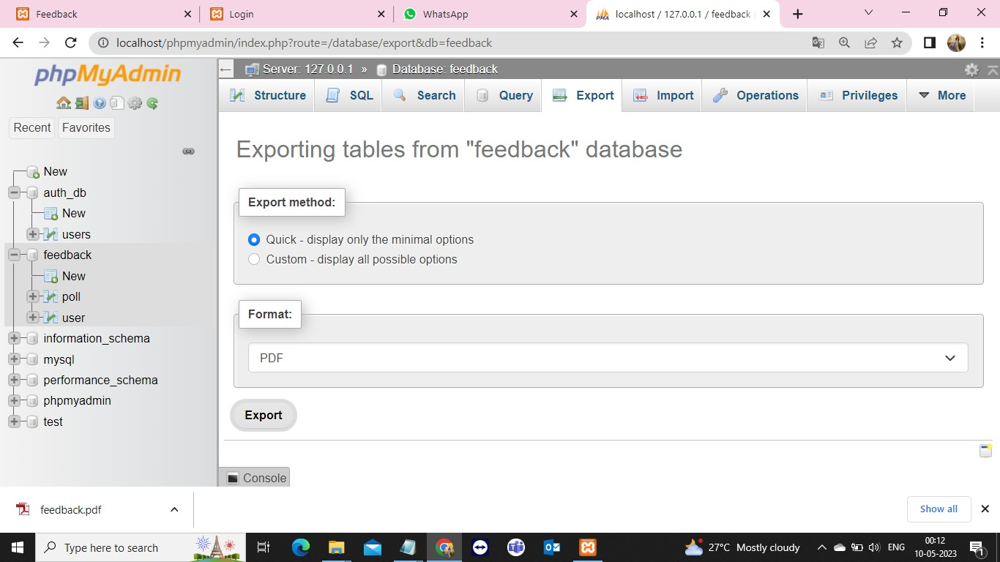 Feedback
Login
WhatsApp
localhost / 127.0.0.1 / feedback
localhost/phpmyadmin/index.php?route=/database/export&db=feedback
phpMyAdmin
Recent
Favorites
New
auth_db
New
users
feedback
New
poll
user
information_schema
mysql
performance_schema
phpmyadmin
test
Server: 127.0.0.1 » Database: feedback
Structure
SQL
Search
Query
Export
Import
Operations
Privileges
More
Exporting tables from "feedback" database
Export method:
Quick - display only the minimal options
Custom - display all possible options
Format:
PDF
Export
Console
feedback.pdf
Show all
Type here to search
27°C Mostly cloudy
ENG
00:12
10-05-2023
1